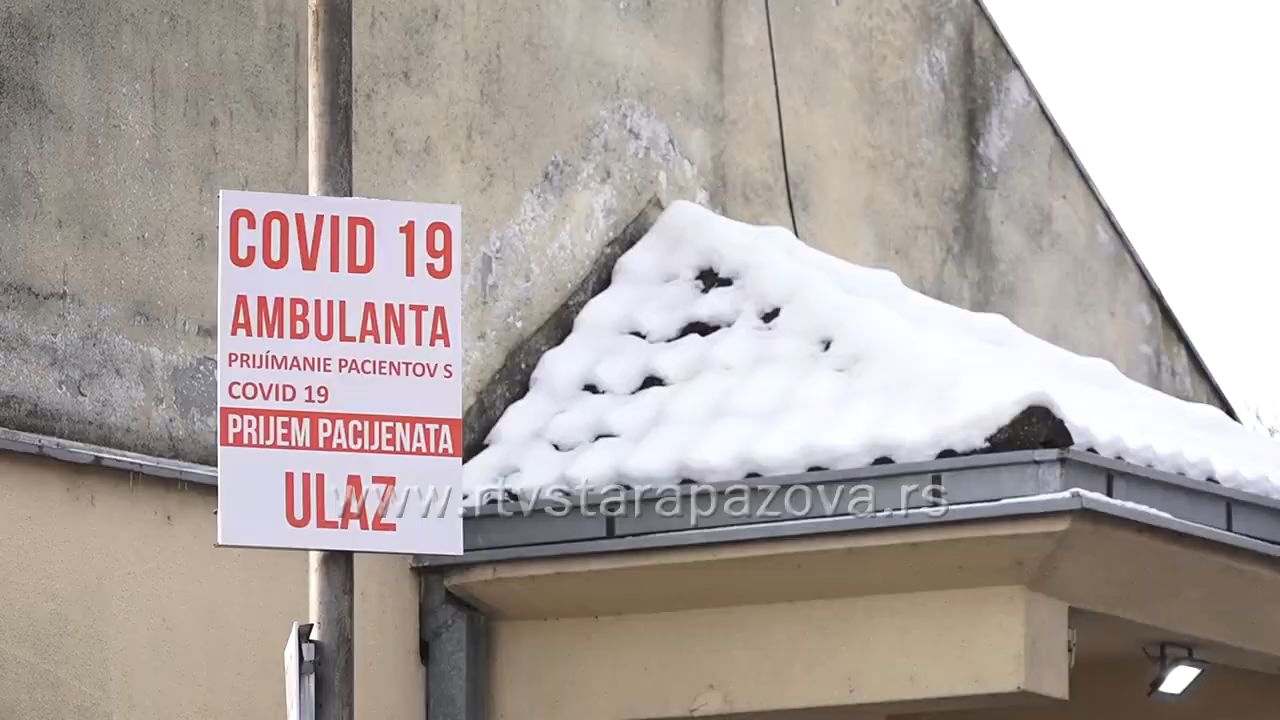 COVID 19
AMBULANTA
PRIJÍMANIE PACIENTOV S
COVID 19
PRIJEM PACIJENATA
ULAZ
www.rtvstarapazova.rs